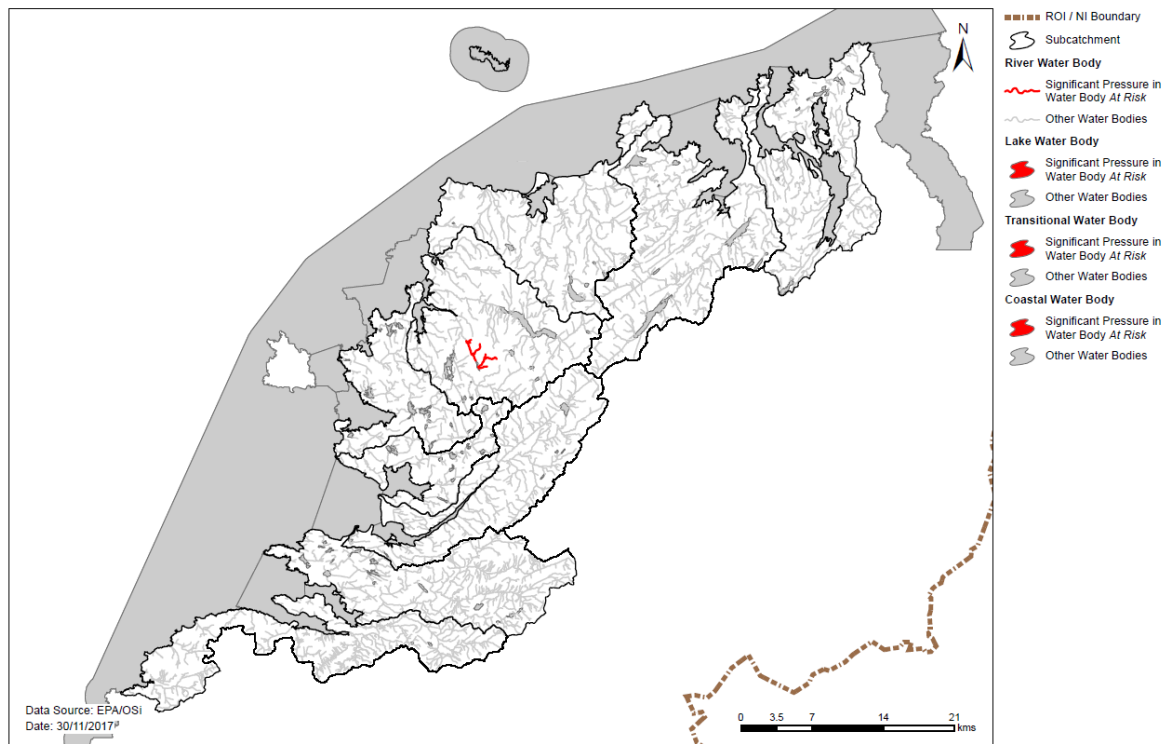 N
ROI / NI Boundary
Subcatchment
River Water Body
Significant Pressure in
Water Body At Risk
Other Water Bodies
Lake Water Body
Significant Pressure in
Water Body At Risk
Other Water Bodies
Transitional Water Body
Significant Pressure in
Water Body At Risk
Other Water Bodies
Coastal Water Body
Significant Pressure in
Water Body At Risk
Other Water Bodies
Data Source: EPA/OSi
Date: 30/11/2017
0 3.5 7 14 21
kms